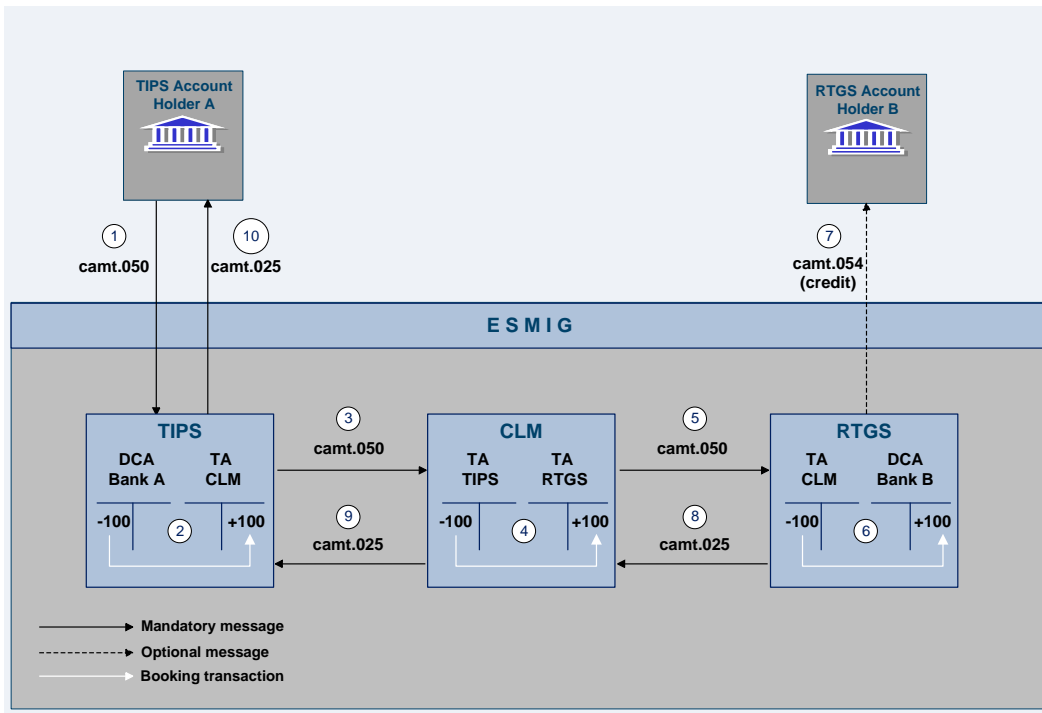 TIPS Account
Holder A
RTGS Account
Holder B
1
camt.050
10
camt.025
7
camt.054
(credit)
E S M I G
TIPS
DCA
Bank A
TA
CLM
-100
2
+100
3
camt.050
9
camt.025
CLM
TA
TIPS
TA
RTGS
-100
4
+100
5
camt.050
8
camt.025
RTGS
TA
CLM
DCA
Bank B
-100
6
+100
Mandatory message
Optional message
Booking transaction